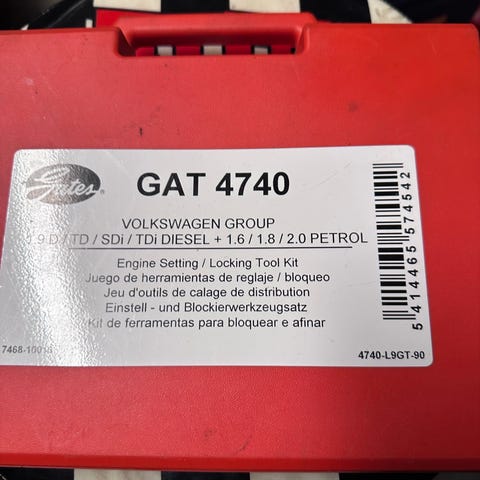 Gates®
GAT 4740
VOLKSWAGEN GROUP
1.9 D / TD / SDi / TDi DIESEL + 1.6 / 1.8 / 2.0 PETROL
Engine Setting / Locking Tool Kit
Juego de herramientas de reglaje / bloqueo
Jeu d'outils de calage de distribution
Einstell - und Blockierwerkzeugsatz
Kit de ferramentas para bloquear e afinar
4740-L9GT-90
5 414465 574542